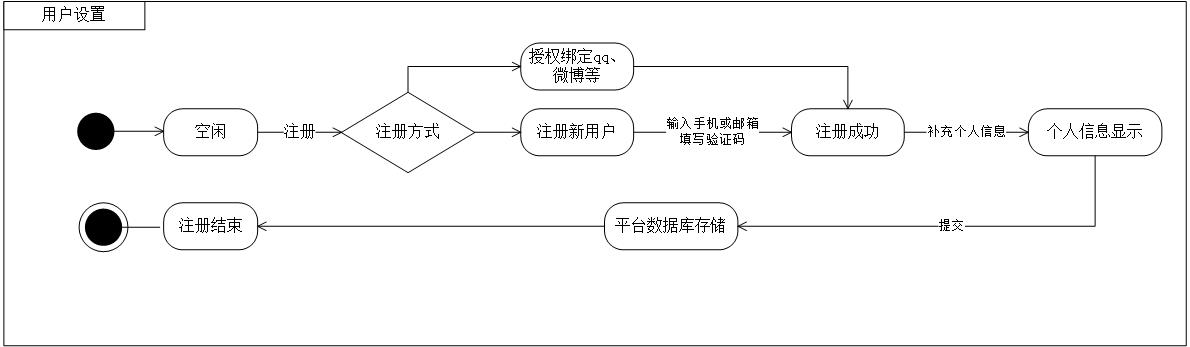 用户设置
授权绑定qq、
微博等
空闲
注册
注册方式
注册新用户
输入手机或邮箱
填写验证码
注册成功
补充个人信息
个人信息显示
注册结束
平台数据库存储
提交